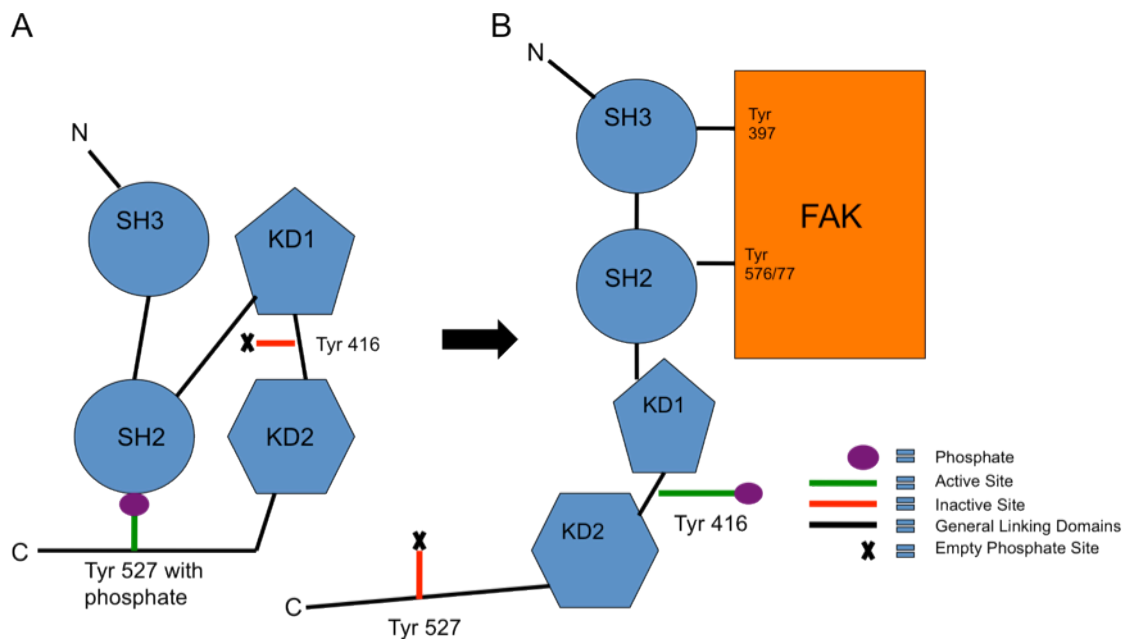 A
N
SH3
KD1
Tyr 416
SH2
KD2
C
Tyr 527 with
phosphate
B
N
SH3
Tyr
397
FAK
SH2
Tyr
576/77
KD1
Tyr 416
KD2
C
Tyr 527
Phosphate
Active Site
Inactive Site
General Linking Domains
Empty Phosphate Site